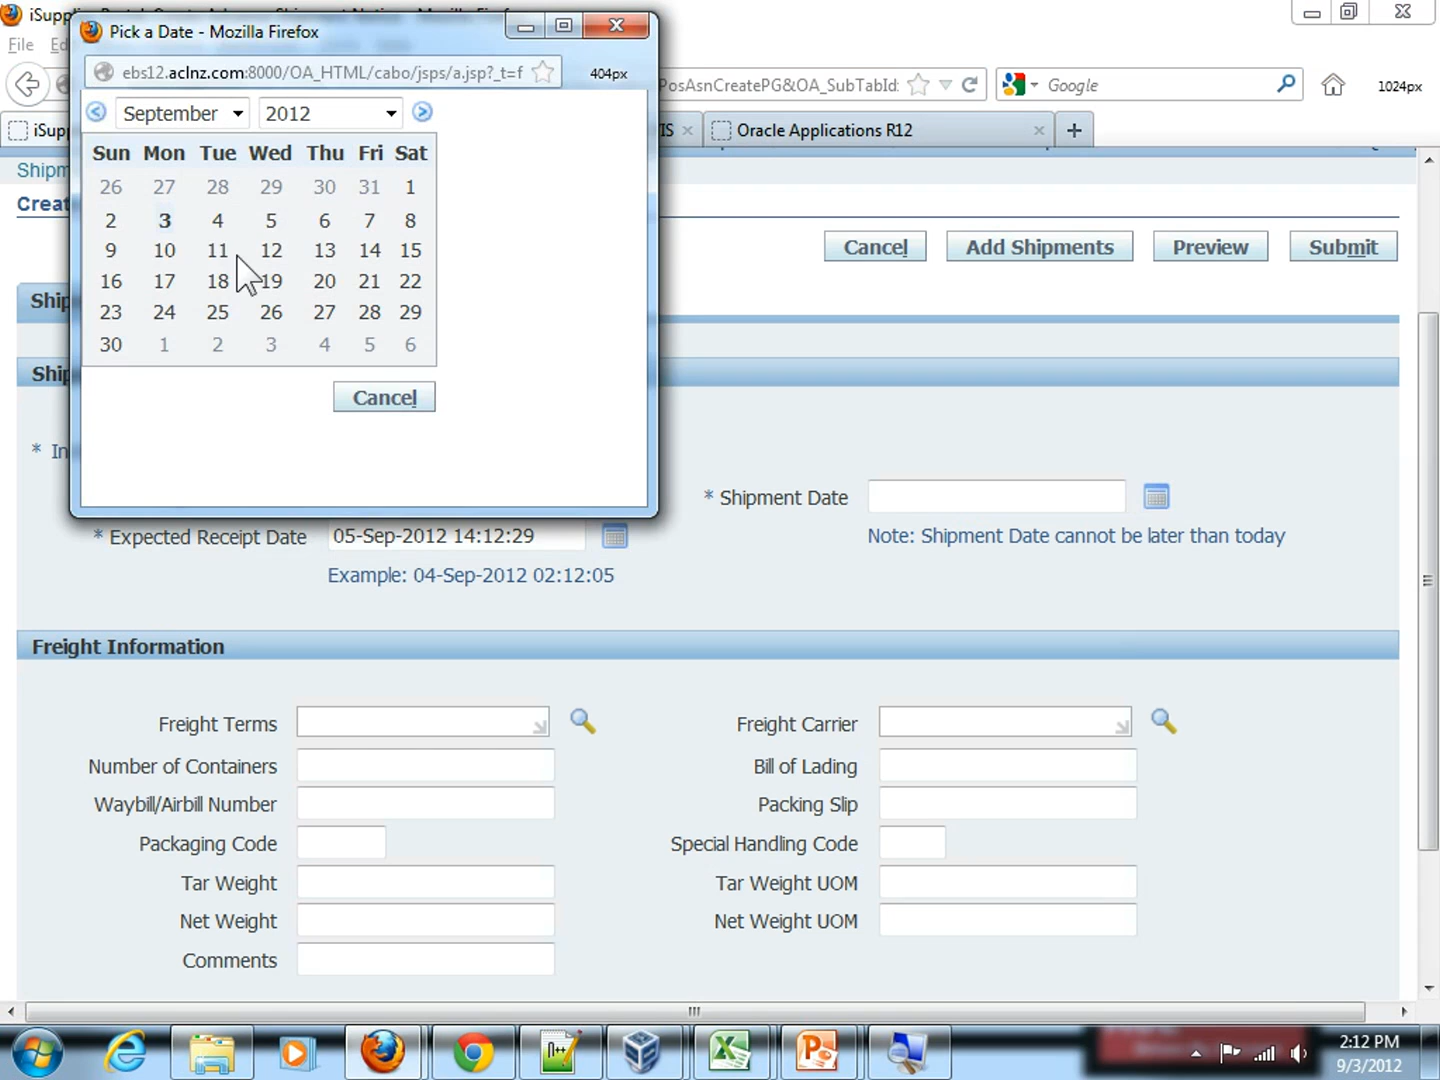 Pick a Date - Mozilla Firefox
ebs12.aclnz.com:8000/OA_HTML/cabo/jsps/a.jsp?_t=f
404px
PosAsnCreatePG&OA_SubTabId:
Google
1024px
File
Oracle Applications R12
September
2012
Sun Mon Tue Wed Thu Fri Sat
26 27 28 29 30 31 1
2 3 4 5 6 7 8
9 10 11 12 13 14 15
16 17 18 19 20 21 22
23 24 25 26 27 28 29
30 1 2 3 4 5 6
Cancel
Cancel
Add Shipments
Preview
Submit
* Shipment Date
Note: Shipment Date cannot be later than today
* Expected Receipt Date
05-Sep-2012 14:12:29
Example: 04-Sep-2012 02:12:05
Freight Information
Freight Terms
Freight Carrier
Number of Containers
Bill of Lading
Waybill/Airbill Number
Packing Slip
Packaging Code
Special Handling Code
Tar Weight
Tar Weight UOM
Net Weight
Net Weight UOM
Comments
2:12 PM
9/3/2012